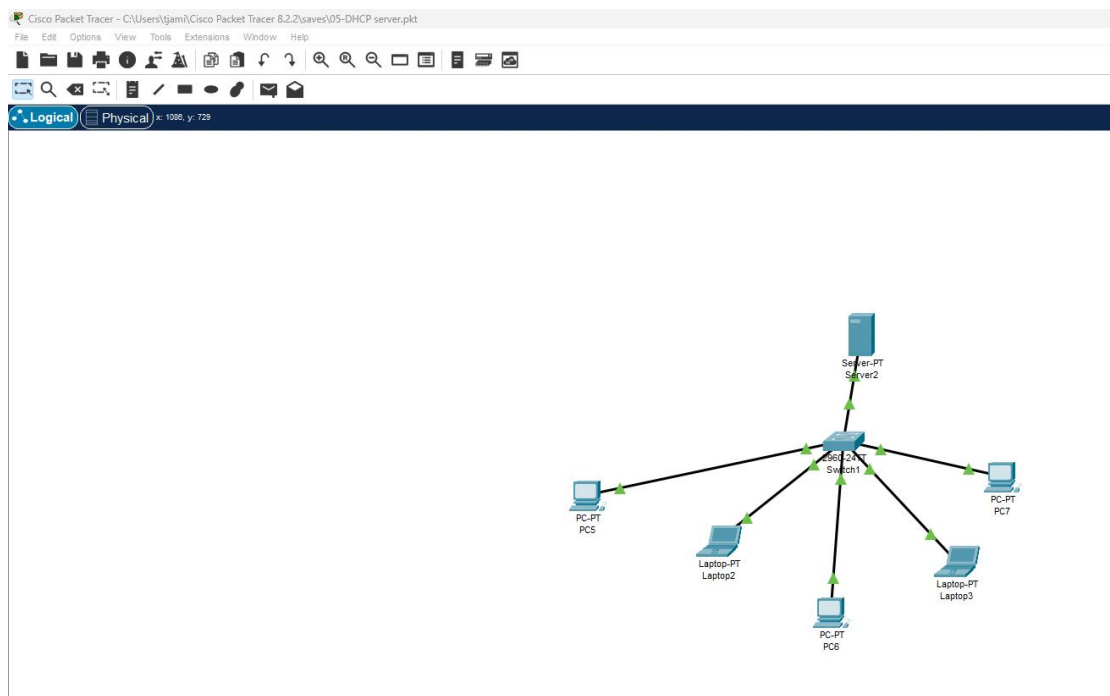 Cisco Packet Tracer - C:\Users\tjami\Cisco Packet Tracer 8.2.2\saves\05-DHCP server.pkt
File Edit Options View Tools Extensions Window Help
Logical Physical x: 1086, y: 729
Server-PT
Server2
2960-24TT
Switch1
PC-PT
PC5
PC-PT
PC7
Laptop-PT
Laptop2
Laptop-PT
Laptop3
PC-PT
PC6